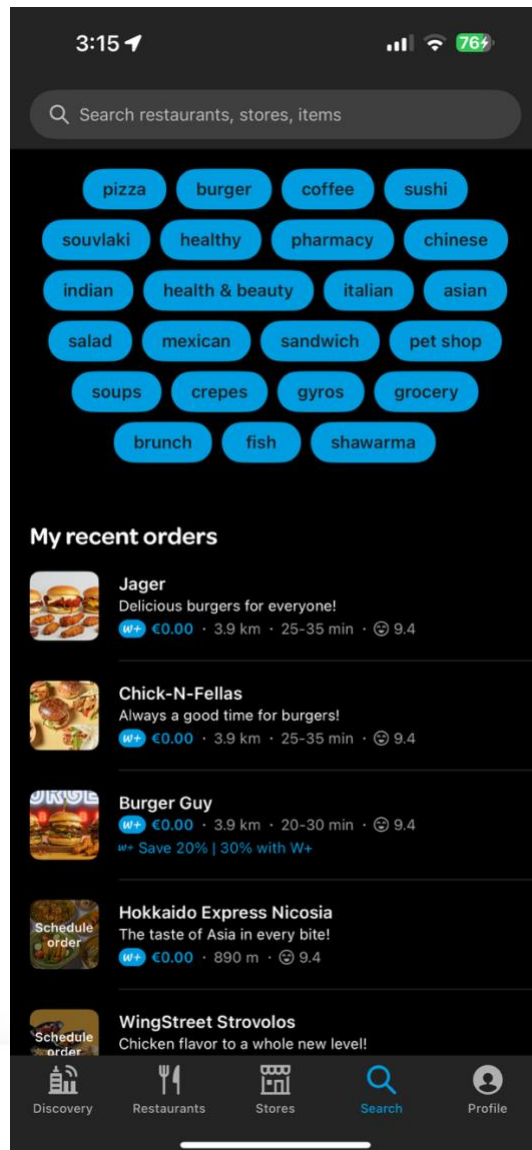 3:15
76
Search restaurants, stores, items
pizza burger coffee sushi
souvlaki healthy pharmacy chinese
indian health & beauty italian asian
salad mexican sandwich pet shop
soups crepes gyros grocery
brunch fish shawarma
My recent orders
Jager
Delicious burgers for everyone!
W+ €0.00 · 3.9 km · 25-35 min · 9.4
Chick-N-Fellas
Always a good time for burgers!
W+ €0.00 · 3.9 km · 25-35 min · 9.4
Burger Guy
W+ €0.00 · 3.9 km · 20-30 min · 9.4
W+ Save 20% | 30% with W+
Schedule
order
Hokkaido Express Nicosia
The taste of Asia in every bite!
W+ €0.00 · 890 m · 9.4
Schedule
order
WingStreet Strovolos
Chicken flavor to a whole new level!
Discovery Restaurants Stores Search Profile